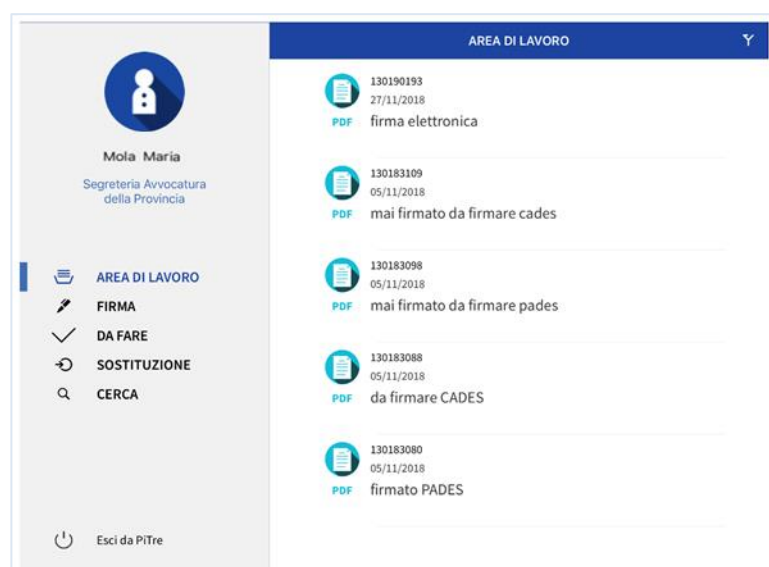 Mola Maria
Segreteria Avvocatura
della Provincia
AREA DI LAVORO
FIRMA
DA FARE
SOSTITUZIONE
CERCA
Esci da PiTre
AREA DI LAVORO
130190193
27/11/2018
PDF firma elettronica
130183109
05/11/2018
PDF mai firmato da firmare cades
130183098
05/11/2018
PDF mai firmato da firmare pades
130183088
05/11/2018
PDF da firmare CADES
130183080
05/11/2018
PDF firmato PADES